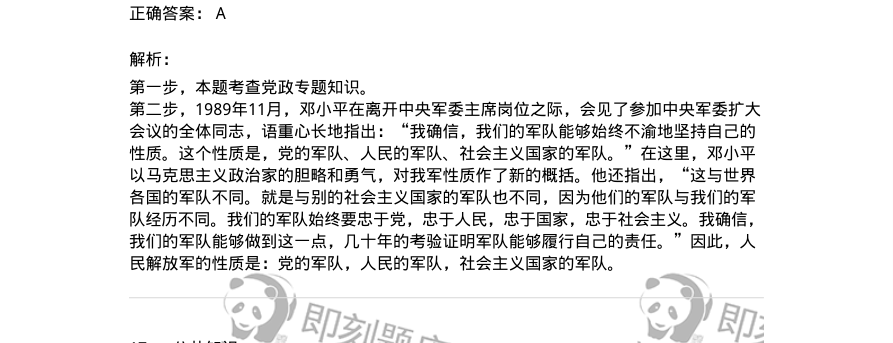 正确答案： A
解析：
第一步，本题考查党政专题知识。
第二步，1989年11月，邓小平在离开中央军委主席岗位之际，会见了参加中央军委扩大
会议的全体同志，语重心长地指出：“我确信，我们的军队能够始终不渝地坚持自己的
性质。这个性质是，党的军队、人民的军队、社会主义国家的军队。”在这里，邓小平
以马克思主义政治家的胆略和勇气，对我军性质作了新的概括。他还指出，“这与世界
各国的军队不同。就是与别的社会主义国家的军队也不同，因为他们的军队与我们的军
队经历不同。我们的军队始终要忠于党，忠于人民，忠于国家，忠于社会主义。我确信，
我们的军队能够做到这一点，几十年的考验证明军队能够履行自己的责任。”因此，人
民解放军的性质是：党的军队，人民的军队，社会主义国家的军队。
即刻题
即刻